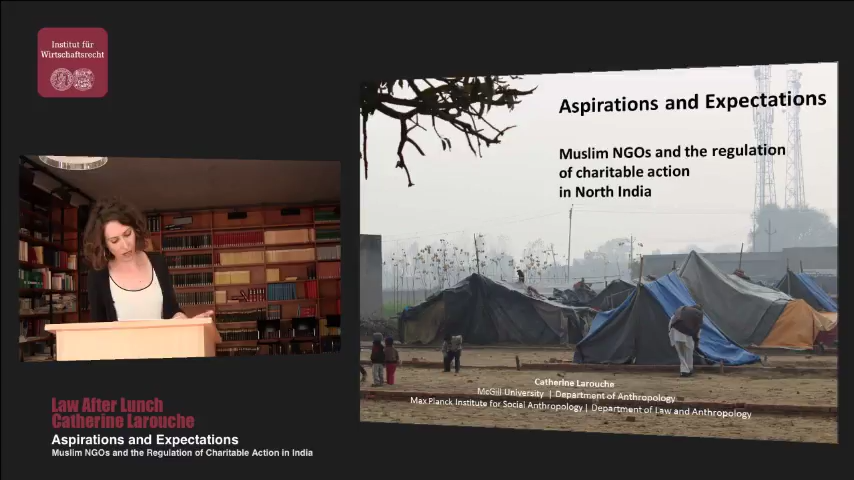 Institut für
Wirtschaftsrecht
Aspirations and Expectations
Muslim NGOs and the regulation
of charitable action
in North India
Catherine Larouche
McGill University | Department of Anthropology
Max Planck Institute for Social Anthropology | Department of Law and Anthropology
Law After Lunch
Catherine Larouche
Aspirations and Expectations
Muslim NGOs and the Regulation of Charitable Action in India